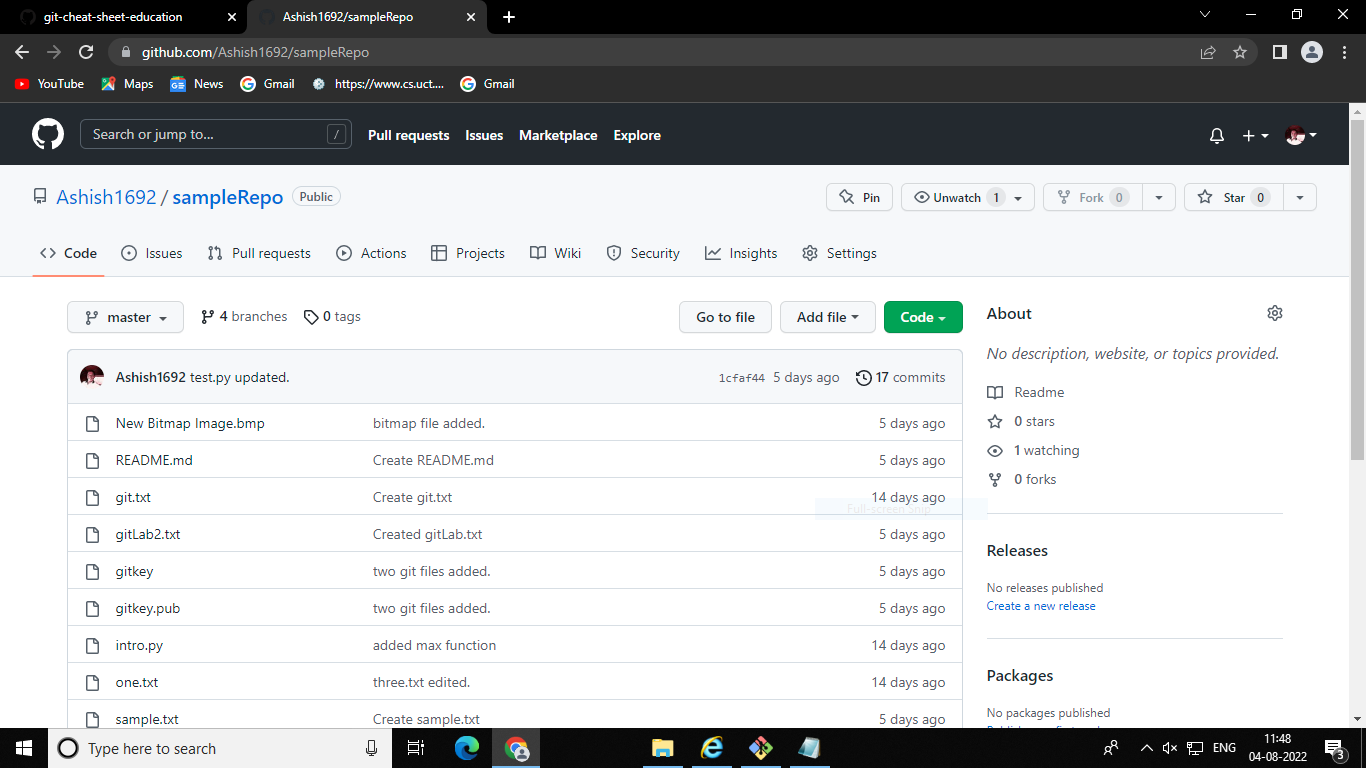 git-cheat-sheet-education
Ashish1692/sampleRepo
github.com/Ashish1692/sampleRepo
YouTube Maps News Gmail https://www.cs.uct.... Gmail
Search or jump to... / Pull requests Issues Marketplace Explore
Ashish1692 / sampleRepo Public Pin Unwatch 1 Fork 0 Star 0
Code Issues Pull requests Actions Projects Wiki Security Insights Settings
master 4 branches 0 tags Go to file Add file Code
Ashish1692 test.py updated. 1cfaf44 5 days ago 17 commits
New Bitmap Image.bmp bitmap file added. 5 days ago
README.md Create README.md 5 days ago
git.txt Create git.txt 14 days ago
Full-screen Snip
gitLab2.txt Created gitLab.txt 5 days ago
gitkey two git files added. 5 days ago
gitkey.pub two git files added. 5 days ago
intro.py added max function 14 days ago
one.txt three.txt edited. 14 days ago
sample.txt Create sample.txt 5 days ago
About
No description, website, or topics provided.
Readme
0 stars
1 watching
0 forks
Releases
No releases published
Create a new release
Packages
No packages published
Type here to search
ENG
11:48
04-08-2022
3